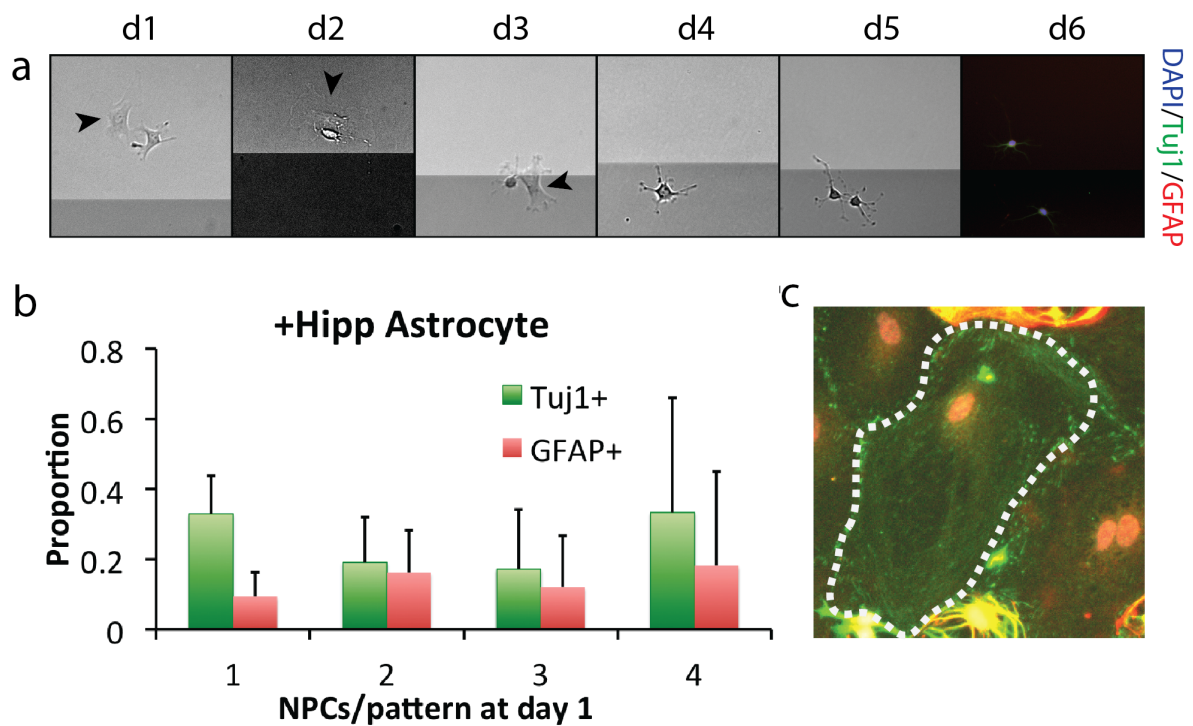 d1 d2 d3 d4 d5 d6
a
DAPI/Tuj1/GFAP
b
+Hipp Astrocyte
0.8
0.6
0.4
0.2
0
Proportion
Tuj1+
GFAP+
1 2 3 4
NPCs/pattern at day 1
c